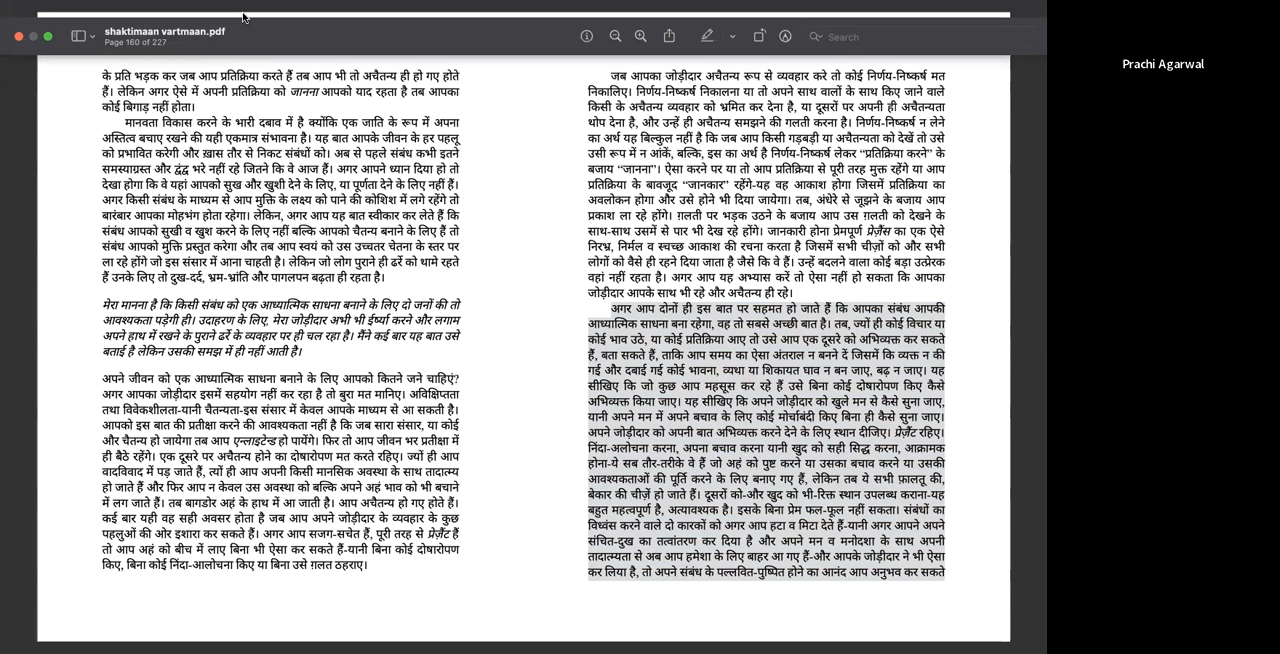 shaktimaan vartmaan.pdf
Page 160 of 227
Search
Prachi Agarwal
के प्रति भड़क कर जब आप प्रतिक्रिया करते हैं तब आप भी तो अचैतन्य ही हो गए होते
हैं। लेकिन अगर ऐसे में अपनी प्रतिक्रिया को जानना आपको याद रहता है तब आपका
कोई बिगाड़ नहीं होता।
मानवता विकास करने के भारी दबाव में है क्योंकि एक जाति के रूप में अपना
अस्तित्व बचाए रखने की यही एकमात्र संभावना है। यह बात आपके जीवन के हर पहलू
को प्रभावित करेगी और ख़ास तौर से निकट संबंधों को। अब से पहले संबंध कभी इतने
समस्याग्रस्त और द्वंद्व भरे नहीं रहे जितने कि वे आज हैं। अगर आपने ध्यान दिया हो तो
देखा होगा कि वे यहां आपको सुख और खुशी देने के लिए, या पूर्णता देने के लिए नहीं हैं।
अगर किसी संबंध के माध्यम से आप मुक्ति के लक्ष्य को पाने की कोशिश में लगे रहेंगे तो
बारंबार आपका मोहभंग होता रहेगा। लेकिन, अगर आप यह बात स्वीकार कर लेते हैं कि
संबंध आपको सुखी व खुश करने के लिए नहीं बल्कि आपको चैतन्य बनाने के लिए हैं तो
संबंध आपको मुक्ति प्रस्तुत करेगा और तब आप स्वयं को उस उच्चतर चेतना के स्तर पर
ला रहे होंगे जो इस संसार में आना चाहती है। लेकिन जो लोग पुराने ही ढर्रे को थामे रहते
हैं उनके लिए तो दुख-दर्द, भ्रम-भ्रांति और पागलपन बढ़ता ही रहता है।
मेरा मानना है कि किसी संबंध को एक आध्यात्मिक साधना बनाने के लिए दो जनों की तो
आवश्यकता पड़ेगी ही। उदाहरण के लिए, मेरा जोड़ीदार अभी भी ईर्ष्या करने और लगाम
अपने हाथ में रखने के पुराने ढर्रे के व्यवहार पर ही चल रहा है। मैंने कई बार यह बात उसे
बताई है लेकिन उसकी समझ में ही नहीं आती है।
अपने जीवन को एक आध्यात्मिक साधना बनाने के लिए आपको कितने जने चाहिएं?
अगर आपका जोड़ीदार इसमें सहयोग नहीं कर रहा है तो बुरा मत मानिए। अविक्षिप्तता
तथा विवेकशीलता-यानी चैतन्यता-इस संसार में केवल आपके माध्यम से आ सकती है।
आपको इस बात की प्रतीक्षा करने की आवश्यकता नहीं है कि जब सारा संसार, या कोई
और चैतन्य हो जायेगा तब आप एन्लाइटेन्ड हो पायेंगे। फिर तो आप जीवन भर प्रतीक्षा में
ही बैठे रहेंगे। एक दूसरे पर अचैतन्य होने का दोषारोपण मत करते रहिए। ज्यों ही आप
वादविवाद में पड़ जाते हैं, त्यों ही आप अपनी किसी मानसिक अवस्था के साथ तादात्म्य
हो जाते हैं और फिर आप न केवल उस अवस्था को बल्कि अपने अहं भाव को भी बचाने
में लग जाते हैं। तब बागडोर अहं के हाथ में आ जाती है। आप अचैतन्य हो गए होते हैं।
कई बार यही वह सही अवसर होता है जब आप अपने जोड़ीदार के व्यवहार के कुछ
पहलुओं की ओर इशारा कर सकते हैं। अगर आप सजग-सचेत हैं, पूरी तरह से प्रेज़ैंट हैं
तो आप अहं को बीच में लाए बिना भी ऐसा कर सकते हैं-यानी बिना कोई दोषारोपण
किए, बिना कोई निंदा-आलोचना किए या बिना उसे ग़लत ठहराए।
जब आपका जोड़ीदार अचैतन्य रूप से व्यवहार करे तो कोई निर्णय-निष्कर्ष मत
निकालिए। निर्णय-निष्कर्ष निकालना या तो अपने साथ वालों के साथ किए जाने वाले
किसी के अचैतन्य व्यवहार को भ्रमित कर देना है, या दूसरों पर अपनी ही अचैतन्यता
थोप देना है, और उन्हें ही अचैतन्य समझने की गलती करना है। निर्णय-निष्कर्ष न लेने
का अर्थ यह बिल्कुल नहीं है कि जब आप किसी गड़बड़ी या अचैतन्यता को देखें तो उसे
उसी रूप में न आंकें, बल्कि, इस का अर्थ है निर्णय-निष्कर्ष लेकर “प्रतिक्रिया करने” के
बजाय “जानना”। ऐसा करने पर या तो आप प्रतिक्रिया से पूरी तरह मुक्त रहेंगे या आप
प्रतिक्रिया के बावजूद “जानकार” रहेंगे-यह वह आकाश होगा जिसमें प्रतिक्रिया का
अवलोकन होगा और उसे होने भी दिया जायेगा। तब, अंधेरे से जूझने के बजाय आप
प्रकाश ला रहे होंगे। ग़लती पर भड़क उठने के बजाय आप उस ग़लती को देखने के
साथ-साथ उसमें से पार भी देख रहे होंगे। जानकारी होना प्रेमपूर्ण प्रेज़ैंस का एक ऐसे
निरभ्र, निर्मल व स्वच्छ आकाश की रचना करता है जिसमें सभी चीज़ों को और सभी
लोगों को वैसे ही रहने दिया जाता है जैसे कि वे हैं। उन्हें बदलने वाला कोई बड़ा उत्प्रेरक
वहां नहीं रहता है। अगर आप यह अभ्यास करें तो ऐसा नहीं हो सकता कि आपका
जोड़ीदार आपके साथ भी रहे और अचैतन्य ही रहे।
अगर आप दोनों ही इस बात पर सहमत हो जाते हैं कि आपका संबंध आपकी
आध्यात्मिक साधना बना रहेगा, वह तो सबसे अच्छी बात है। तब, ज्यों ही कोई विचार या
कोई भाव उठे, या कोई प्रतिक्रिया आए तो उसे आप एक दूसरे को अभिव्यक्त कर सकते
हैं, बता सकते हैं, ताकि आप समय का ऐसा अंतराल न बनने दें जिसमें कि व्यक्त न की
गई और दबाई गई कोई भावना, व्यथा या शिकायत घाव न बन जाए, बढ़ न जाए। यह
सीखिए कि जो कुछ आप महसूस कर रहे हैं उसे बिना कोई दोषारोपण किए कैसे
अभिव्यक्त किया जाए। यह सीखिए कि अपने जोड़ीदार को खुले मन से कैसे सुना जाए,
यानी अपने मन में अपने बचाव के लिए कोई मोर्चाबंदी किए बिना ही कैसे सुना जाए।
अपने जोड़ीदार को अपनी बात अभिव्यक्त करने देने के लिए स्थान दीजिए। प्रेज़ैंट रहिए।
निंदा-अलोचना करना, अपना बचाव करना यानी खुद को सही सिद्ध करना, आक्रामक
होना-ये सब तौर-तरीके वे हैं जो अहं को पुष्ट करने या उसका बचाव करने या उसकी
आवश्यकताओं की पूर्ति करने के लिए बनाए गए हैं, लेकिन तब ये सभी फ़ालतू की,
बेकार की चीज़ें हो जाते हैं। दूसरों को-और खुद को भी-रिक्त स्थान उपलब्ध कराना-यह
बहुत महत्वपूर्ण है, अत्यावश्यक है। इसके बिना प्रेम फल-फूल नहीं सकता। संबंधों का
विध्वंस करने वाले दो कारकों को अगर आप हटा व मिटा देते हैं-यानी अगर आपने अपने
संचित-दुख का तत्वांतरण कर दिया है और अपने मन व मनोदशा के साथ अपनी
तादात्म्यता से अब आप हमेशा के लिए बाहर आ गए हैं-और आपके जोड़ीदार ने भी ऐसा
कर लिया है, तो अपने संबंध के पल्लवित-पुष्पित होने का आनंद आप अनुभव कर सकते